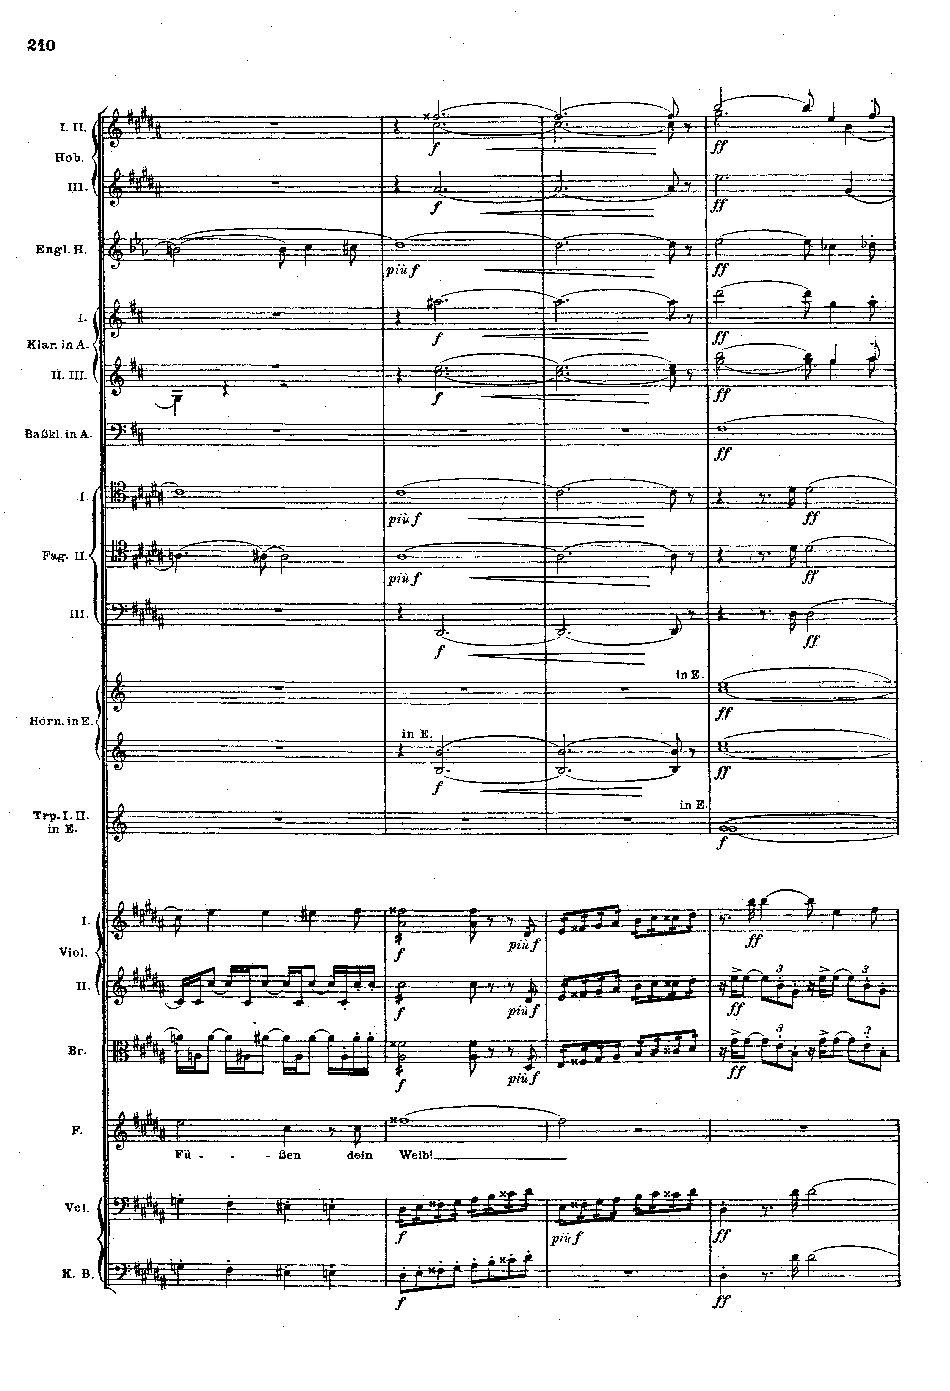 210
I. II.
Hob.
f
ff
III.
f
ff
Engl. H.
più f
ff
I.
f
ff
Klar. in A.
II. III.
f
ff
Baßkl. in A.
ff
I.
più f
ff
Fag. II.
più f
ff
III.
f
ff
in E.
Hörn. in E.
ff
in E.
f
ff
Trp. I. II.
in E.
in E.
f
I.
f
più f
ff
Viol.
II.
f
più f
ff
3
3
Br.
f
più f
ff
3
3
F.
Fü - - - ßen dein Weib!
Vcl.
f
più f
ff
K. B.
f
ff